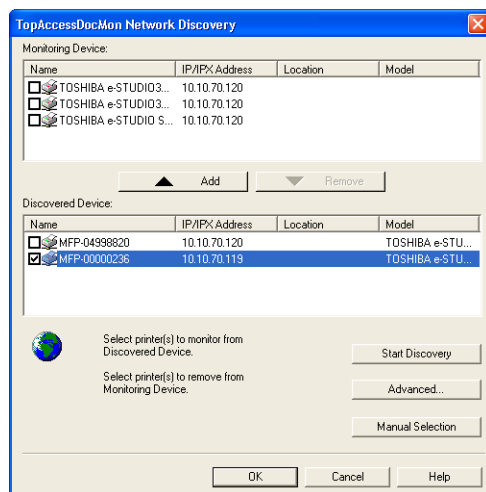 TopAccessDocMon Network Discovery
Monitoring Device:
Name IP/IPX Address Location Model
TOSHIBA e-STUDIO3... 10.10.70.120
TOSHIBA e-STUDIO3... 10.10.70.120
TOSHIBA e-STUDIO S... 10.10.70.120
Add Remove
Discovered Device:
Name IP/IPX Address Location Model
MFP-04998820 10.10.70.120 TOSHIBA e-STU...
MFP-00000236 10.10.70.119 TOSHIBA e-STU...
Select printer(s) to monitor from
Discovered Device.
Start Discovery
Select printer(s) to remove from
Monitoring Device.
Advanced...
Manual Selection
OK Cancel Help